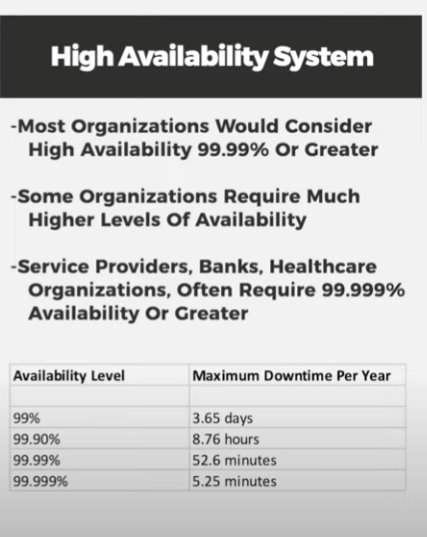 High Availability System
-Most Organizations Would Consider
High Availability 99.99% Or Greater
-Some Organizations Require Much
Higher Levels Of Availability
-Service Providers, Banks, Healthcare
Organizations, Often Require 99.999%
Availability Or Greater
Availability Level Maximum Downtime Per Year
99% 3.65 days
99.90% 8.76 hours
99.99% 52.6 minutes
99.999% 5.25 minutes